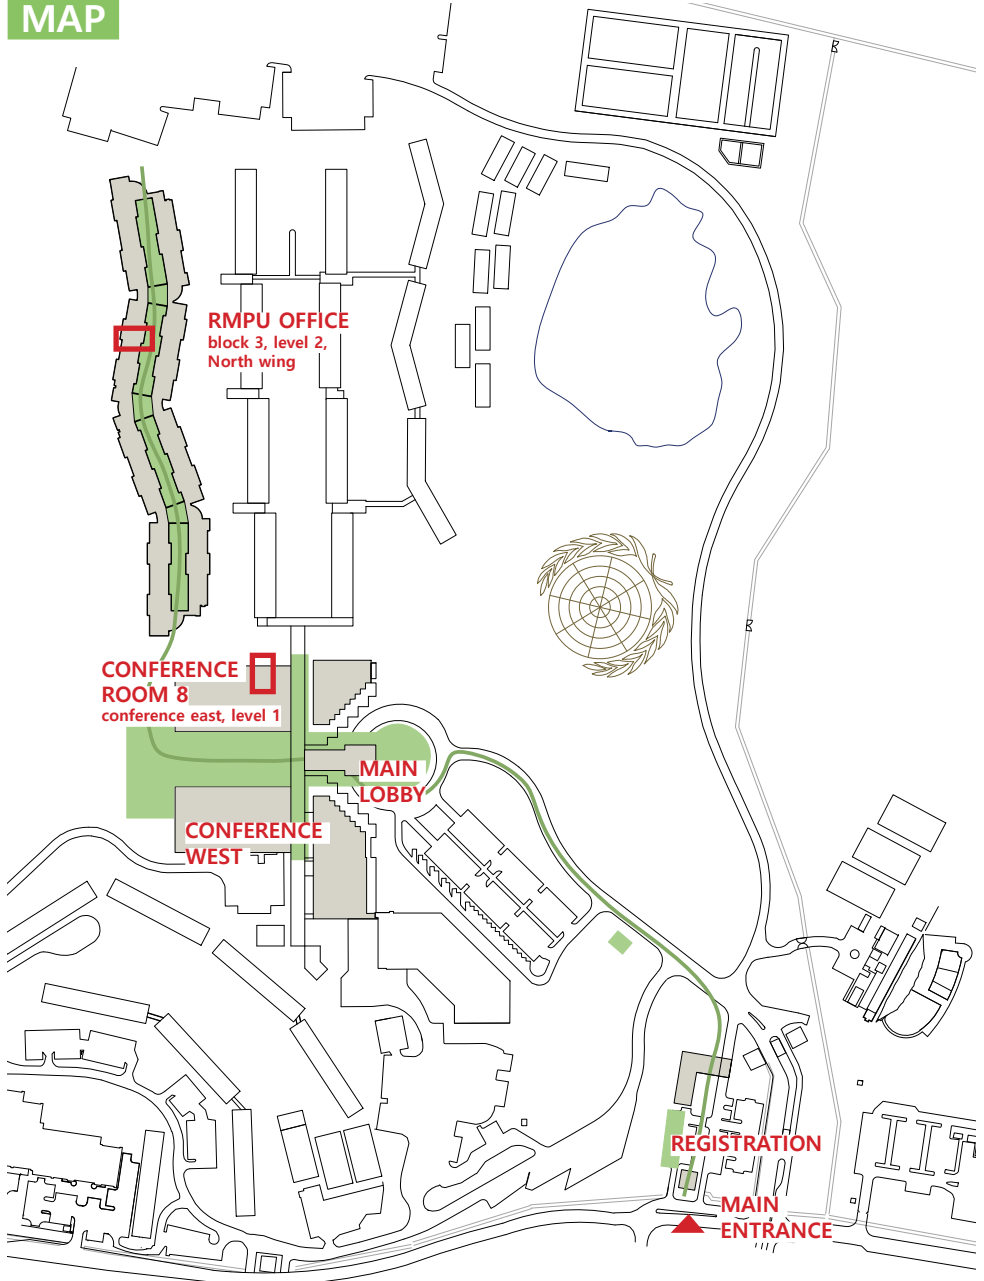 MAP
RMPU OFFICE
block 3, level 2,
North wing
CONFERENCE
ROOM 8
conference east, level 1
MAIN
LOBBY
CONFERENCE
WEST
REGISTRATION
MAIN
ENTRANCE